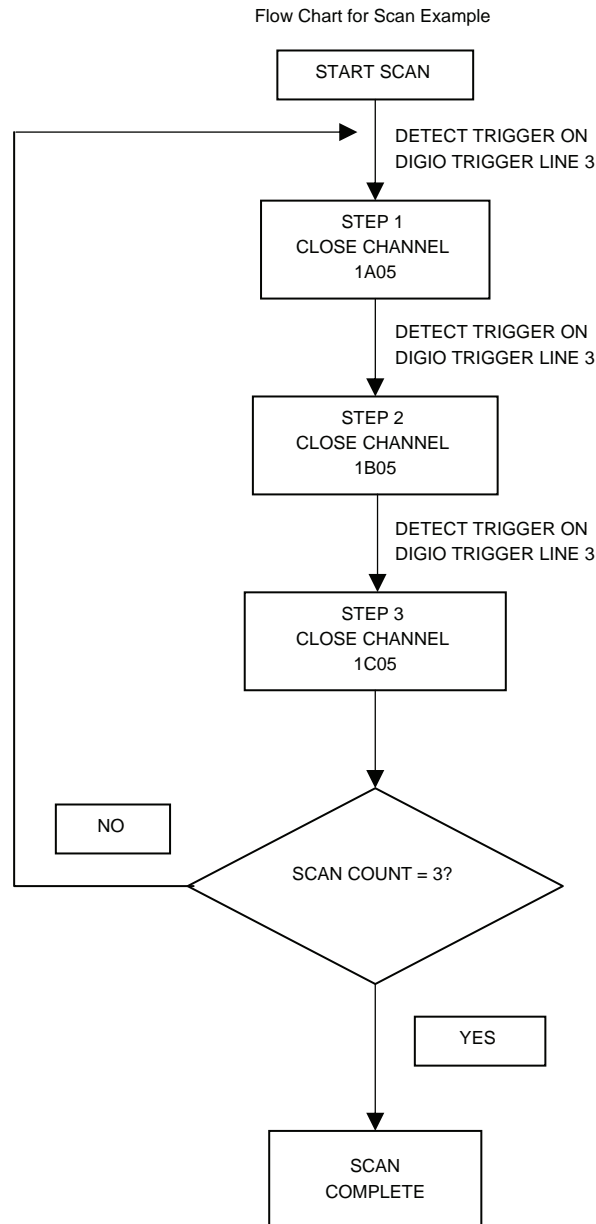 Flow Chart for Scan Example
START SCAN
DETECT TRIGGER ON
DIGIO TRIGGER LINE 3
STEP 1
CLOSE CHANNEL
1A05
DETECT TRIGGER ON
DIGIO TRIGGER LINE 3
STEP 2
CLOSE CHANNEL
1B05
DETECT TRIGGER ON
DIGIO TRIGGER LINE 3
STEP 3
CLOSE CHANNEL
1C05
NO
SCAN COUNT = 3?
YES
SCAN
COMPLETE